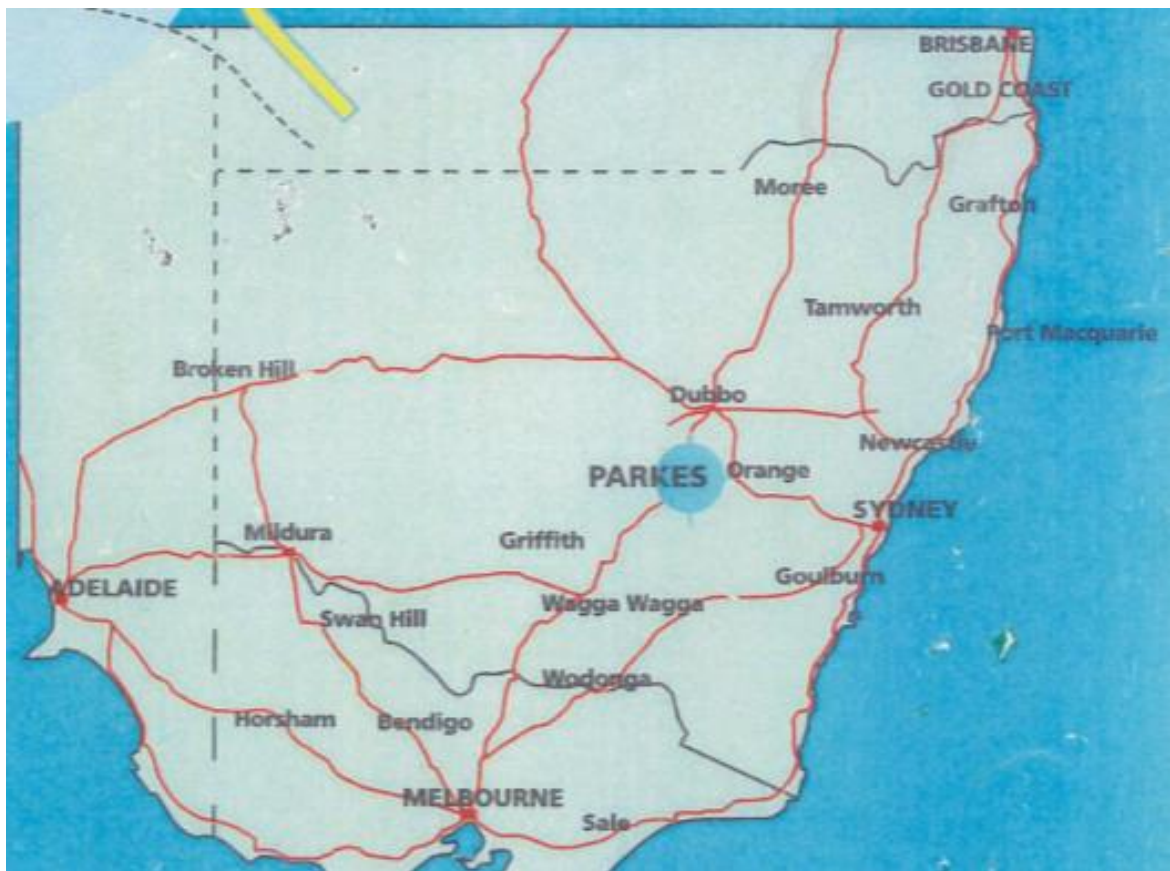 BRISBANE
GOLD COAST
Moree
Grafton
Tamworth
Port Macquarie
Broken Hill
Dubbo
Newcastle
PARKES
Orange
SYDNEY
Mildura
Griffith
Goulburn
ADELAIDE
Wagga Wagga
Swan Hill
Wodonga
Horsham
Bendigo
MELBOURNE
Sale